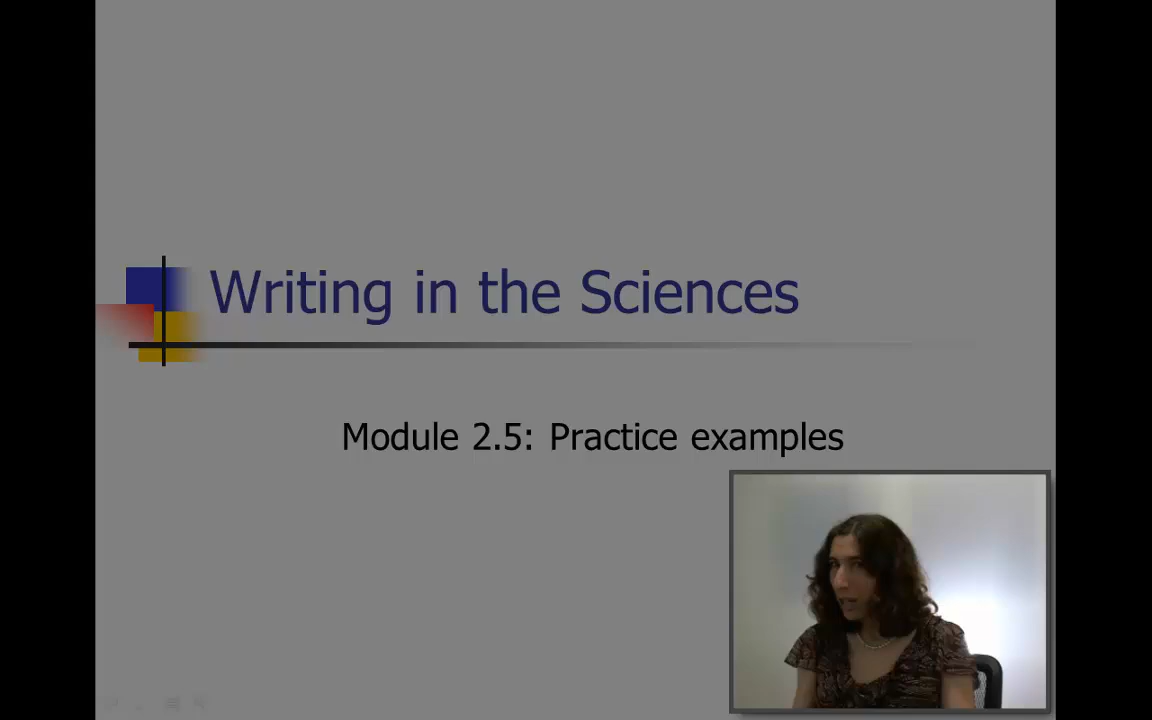 Writing in the Sciences
Module 2.5: Practice examples